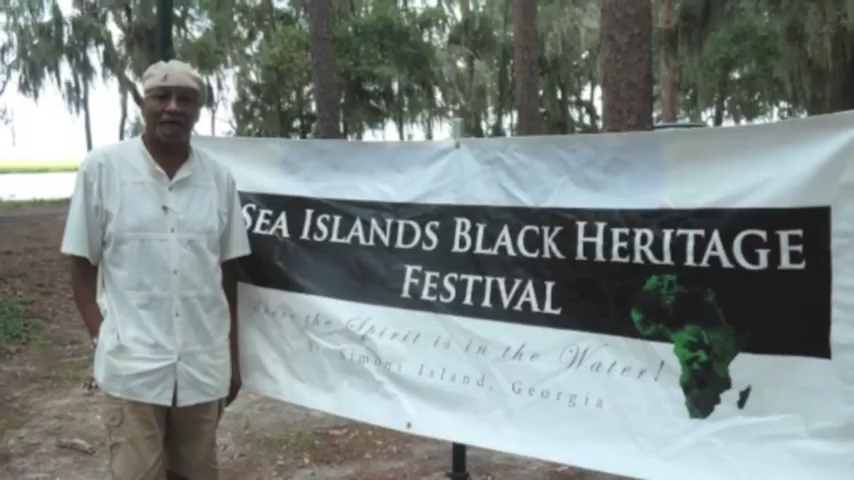 SEA ISLANDS BLACK HERITAGE
FESTIVAL
Where the Spirit is in the Water!
St. Simons Island, Georgia